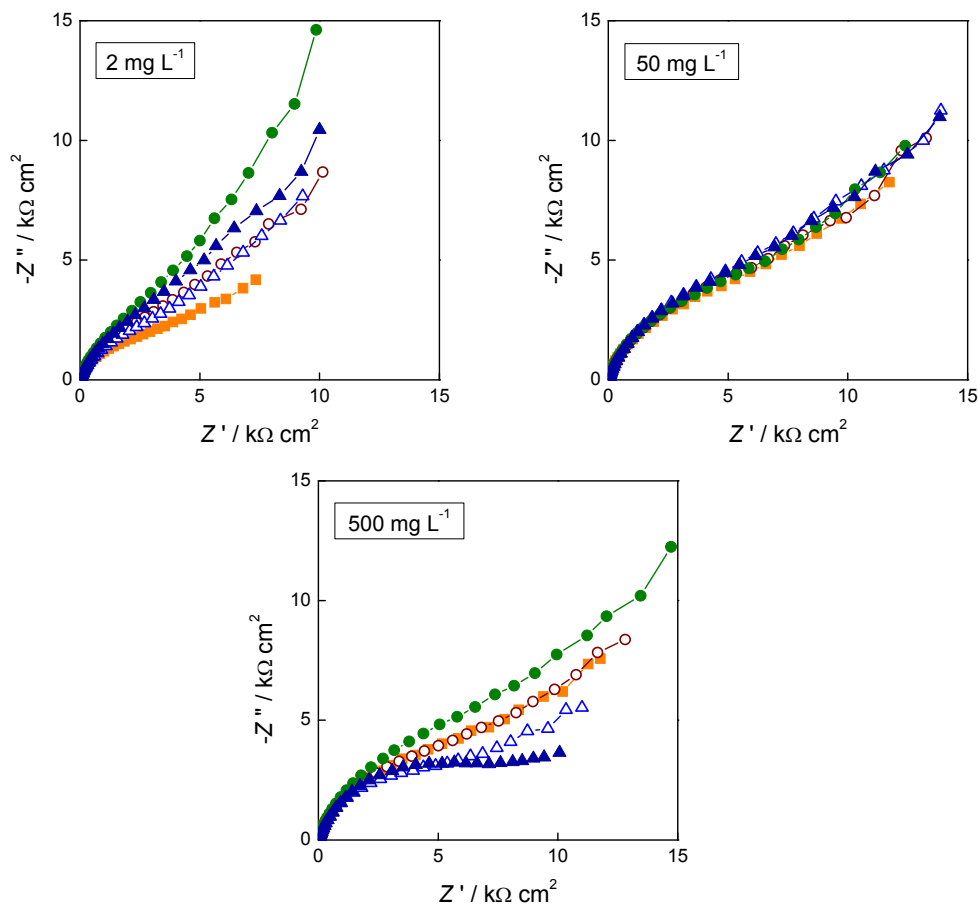 15
2 mg L⁻¹
10
-Z'' / kΩ cm²
5
0
0 5 10 15
Z ' / kΩ cm²
15
50 mg L⁻¹
10
-Z'' / kΩ cm²
5
0
0 5 10 15
Z ' / kΩ cm²
15
500 mg L⁻¹
10
-Z'' / kΩ cm²
5
0
0 5 10 15
Z ' / kΩ cm²